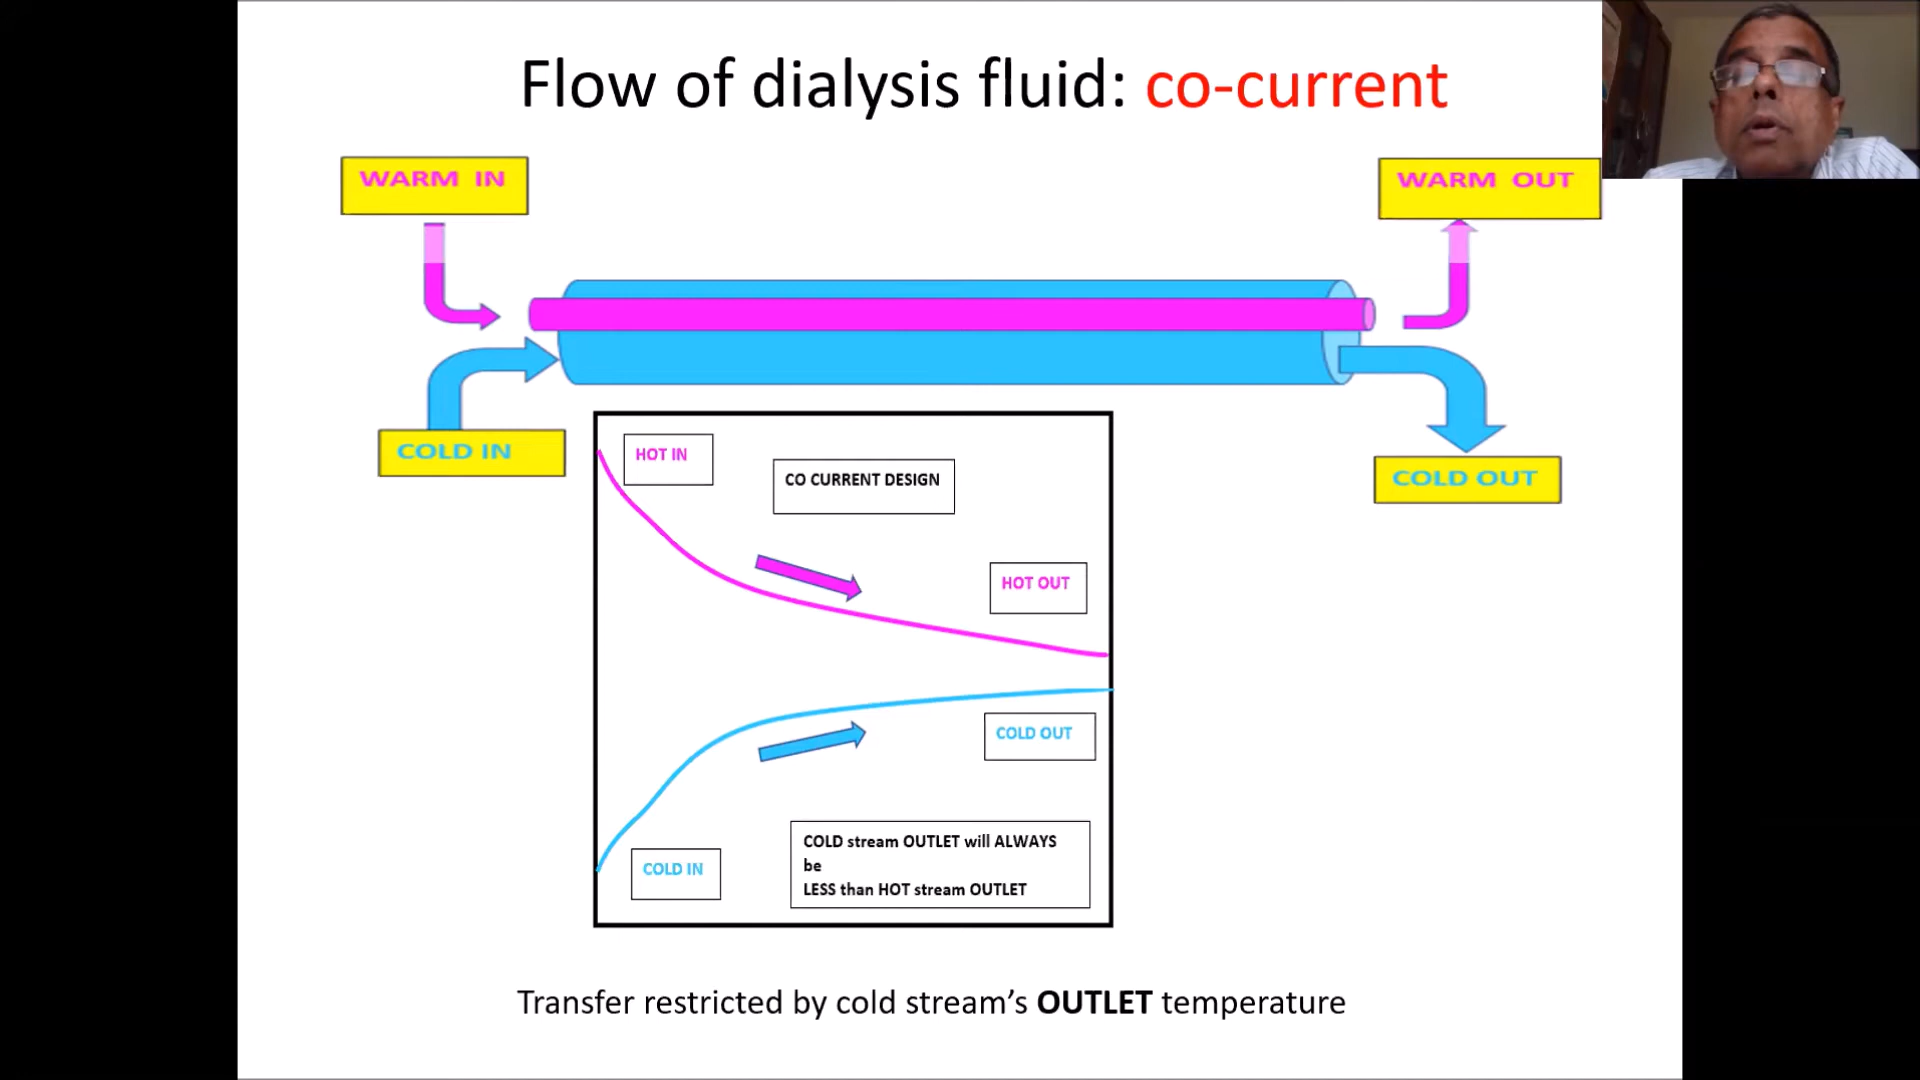 Flow of dialysis fluid: co-current
WARM IN
WARM OUT
COLD IN
COLD OUT
HOT IN
CO CURRENT DESIGN
HOT OUT
COLD OUT
COLD IN
COLD stream OUTLET will ALWAYS
be
LESS than HOT stream OUTLET
Transfer restricted by cold stream’s OUTLET temperature